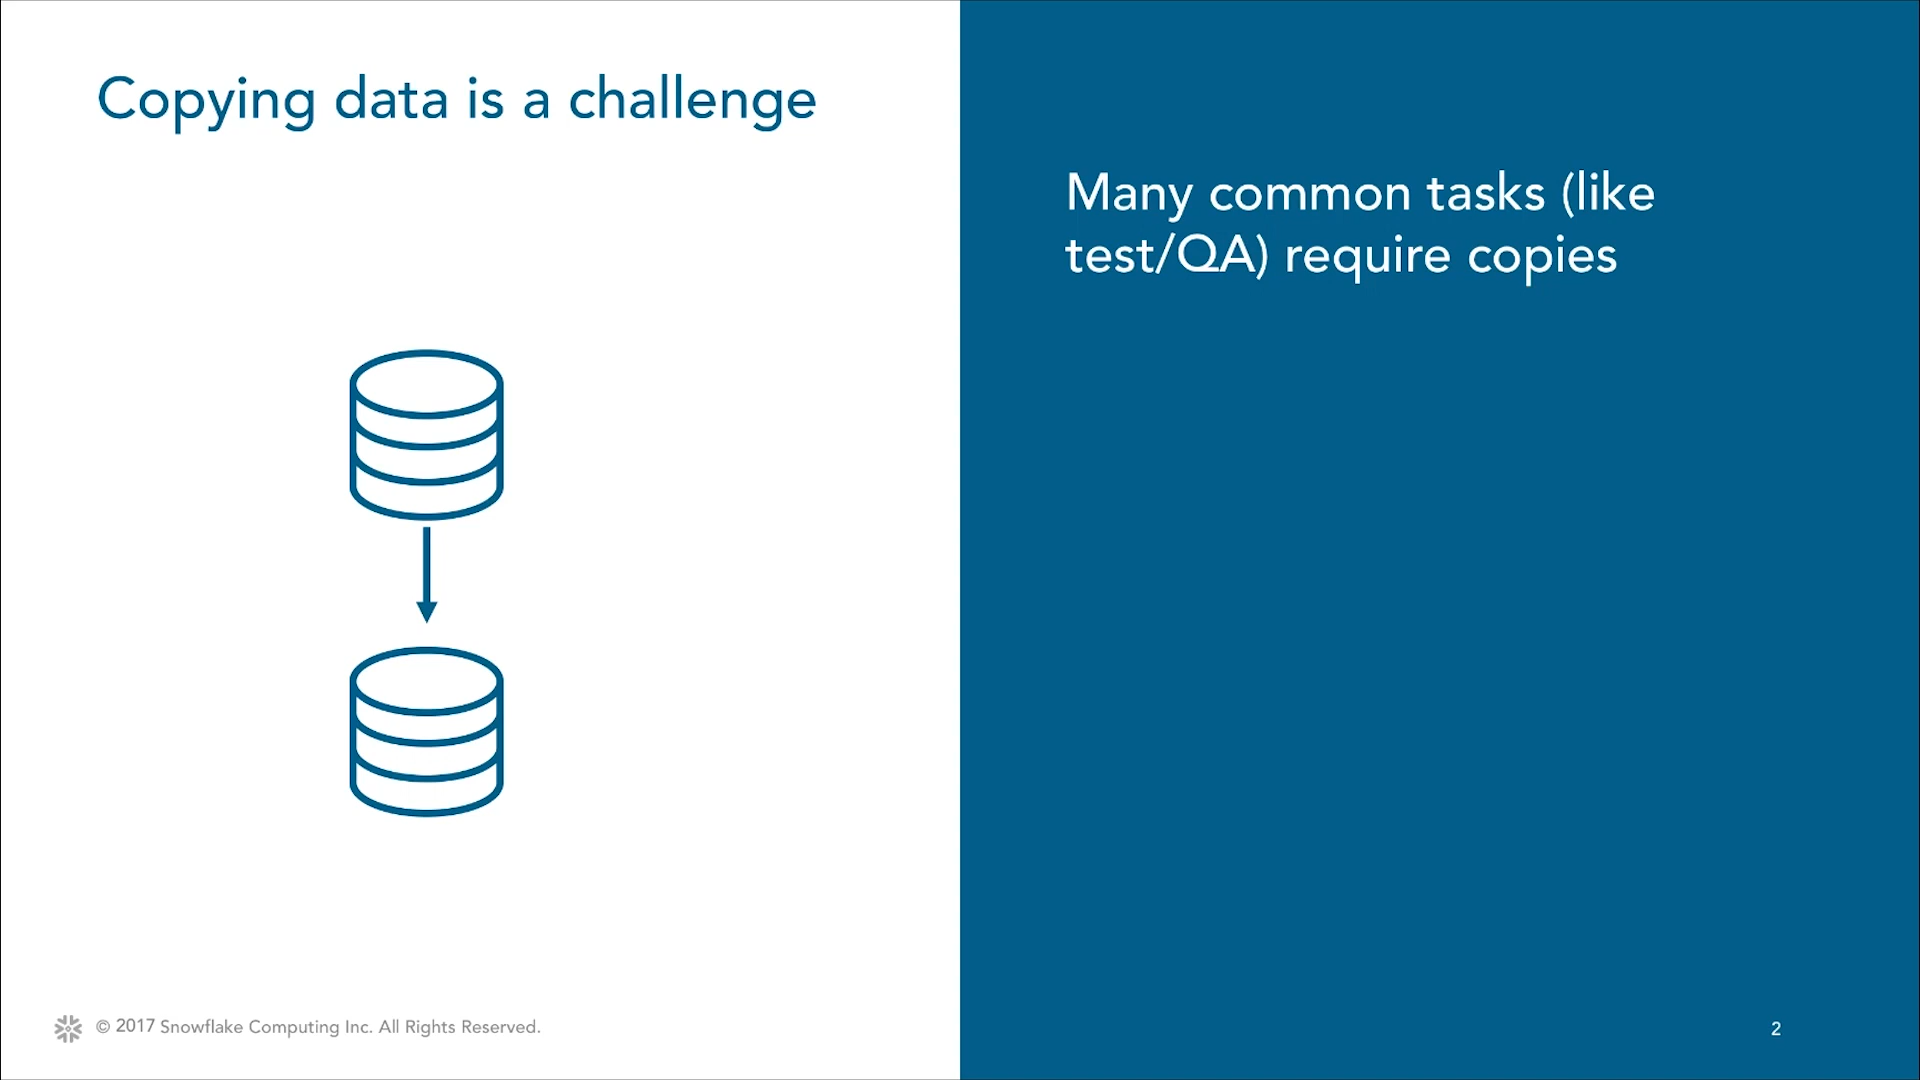 Copying data is a challenge
Many common tasks (like
test/QA) require copies
© 2017 Snowflake Computing Inc. All Rights Reserved.
2